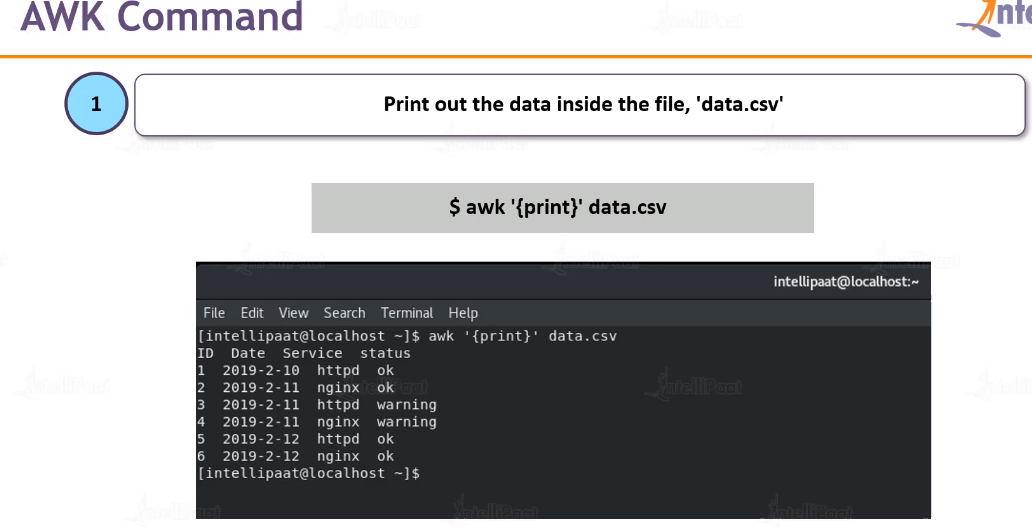 AWK Command
1
Print out the data inside the file, 'data.csv'
$ awk '{print}' data.csv
intellipaat@localhost:~
File Edit View Search Terminal Help
[intellipaat@localhost ~]$ awk '{print}' data.csv
ID  Date  Service  status
1  2019-2-10  httpd  ok
2  2019-2-11  nginx  ok
3  2019-2-11  httpd  warning
4  2019-2-11  nginx  warning
5  2019-2-12  httpd  ok
6  2019-2-12  nginx  ok
[intellipaat@localhost ~]$